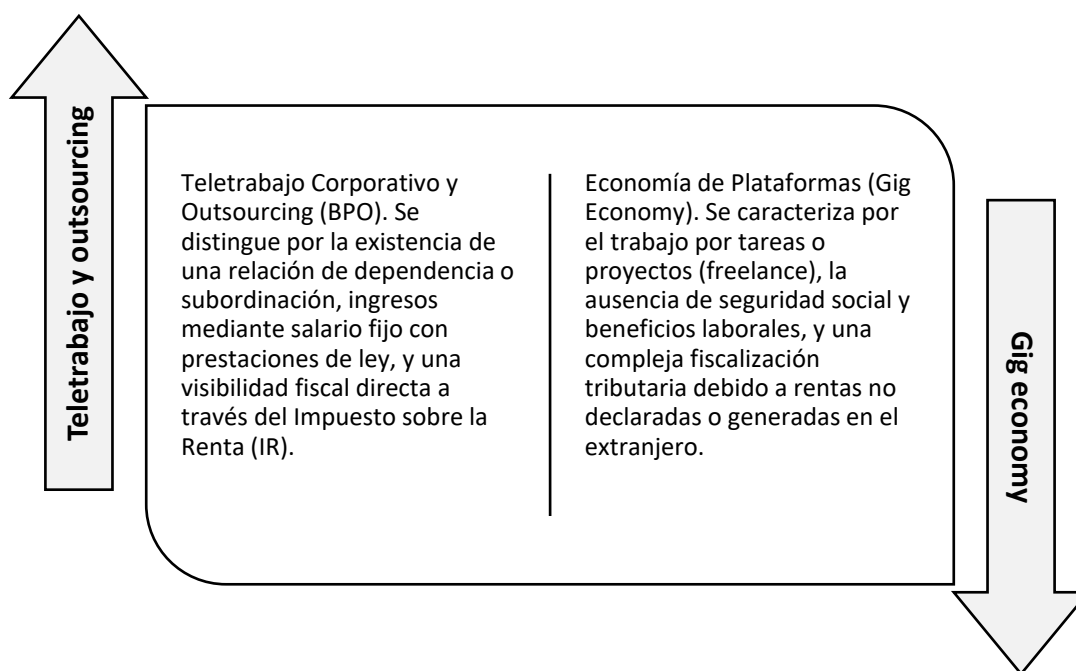 Teletrabajo y outsourcing
Teletrabajo Corporativo y
Outsourcing (BPO). Se
distingue por la existencia de
una relación de dependencia o
subordinación, ingresos
mediante salario fijo con
prestaciones de ley, y una
visibilidad fiscal directa a
través del Impuesto sobre la
Renta (IR).
Economía de Plataformas (Gig
Economy). Se caracteriza por
el trabajo por tareas o
proyectos (freelance), la
ausencia de seguridad social y
beneficios laborales, y una
compleja fiscalización
tributaria debido a rentas no
declaradas o generadas en el
extranjero.
Gig economy